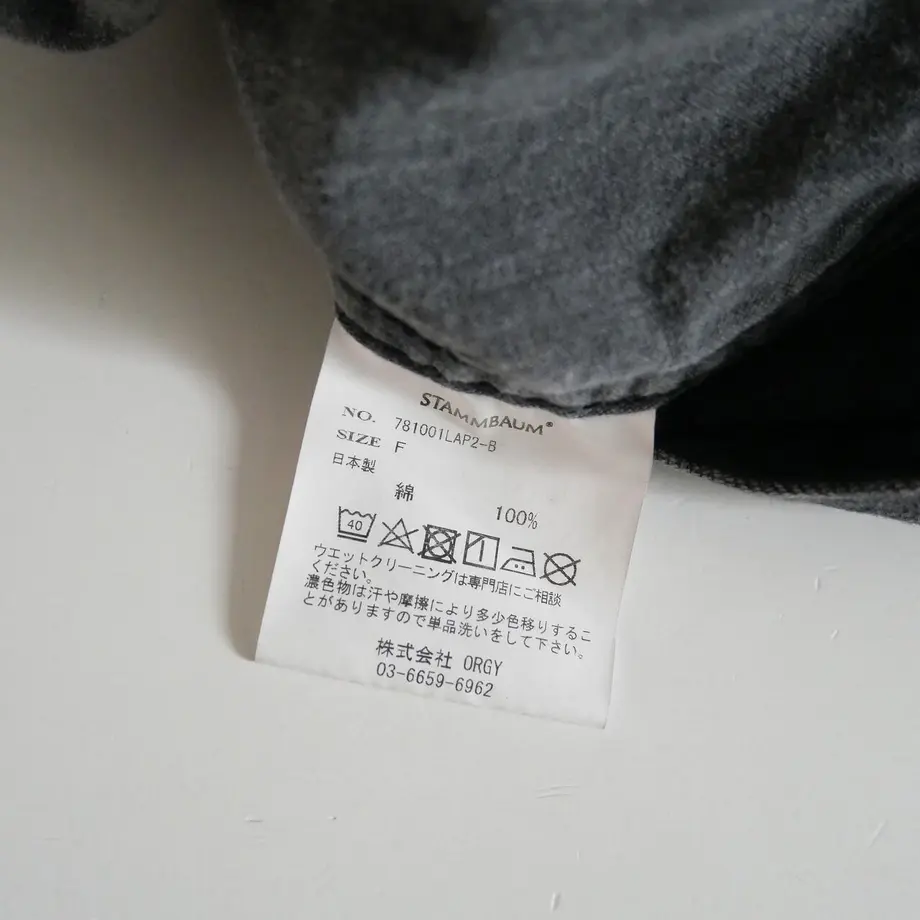 STAMMBAUM®
NO. 781001LAP2-B
SIZE F
日本製
綿 100%
40
ウエットクリーニングは専門店にご相談
ください。
濃色物は汗や摩擦により多少色移りするこ
とがありますので単品洗いをして下さい。
株式会社 ORGY
03-6659-6962